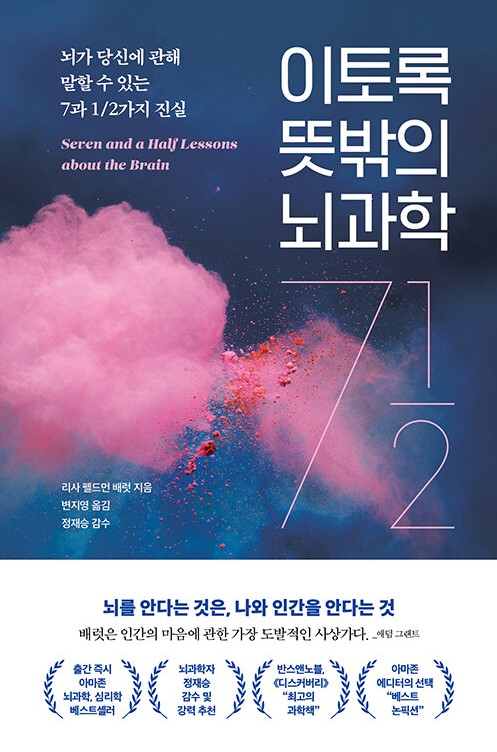 뇌가 당신에 관해
말할 수 있는
7과 1/2가지 진실
Seven and a Half Lessons
about the Brain
이토록
뜻밖의
뇌과학
7 1/2
리사 펠드먼 배럿 지음
변지영 옮김
정재승 감수
뇌를 안다는 것은, 나와 인간을 안다는 것
배럿은 인간의 마음에 관한 가장 도발적인 사상가다. _애덤 그랜트
출간 즉시
아마존
뇌과학, 심리학
베스트셀러
뇌과학자
정재승
감수 및
강력 추천
반스앤노블,
《디스커버리》
“최고의
과학책”
아마존
에디터의 선택
“베스트
논픽션”